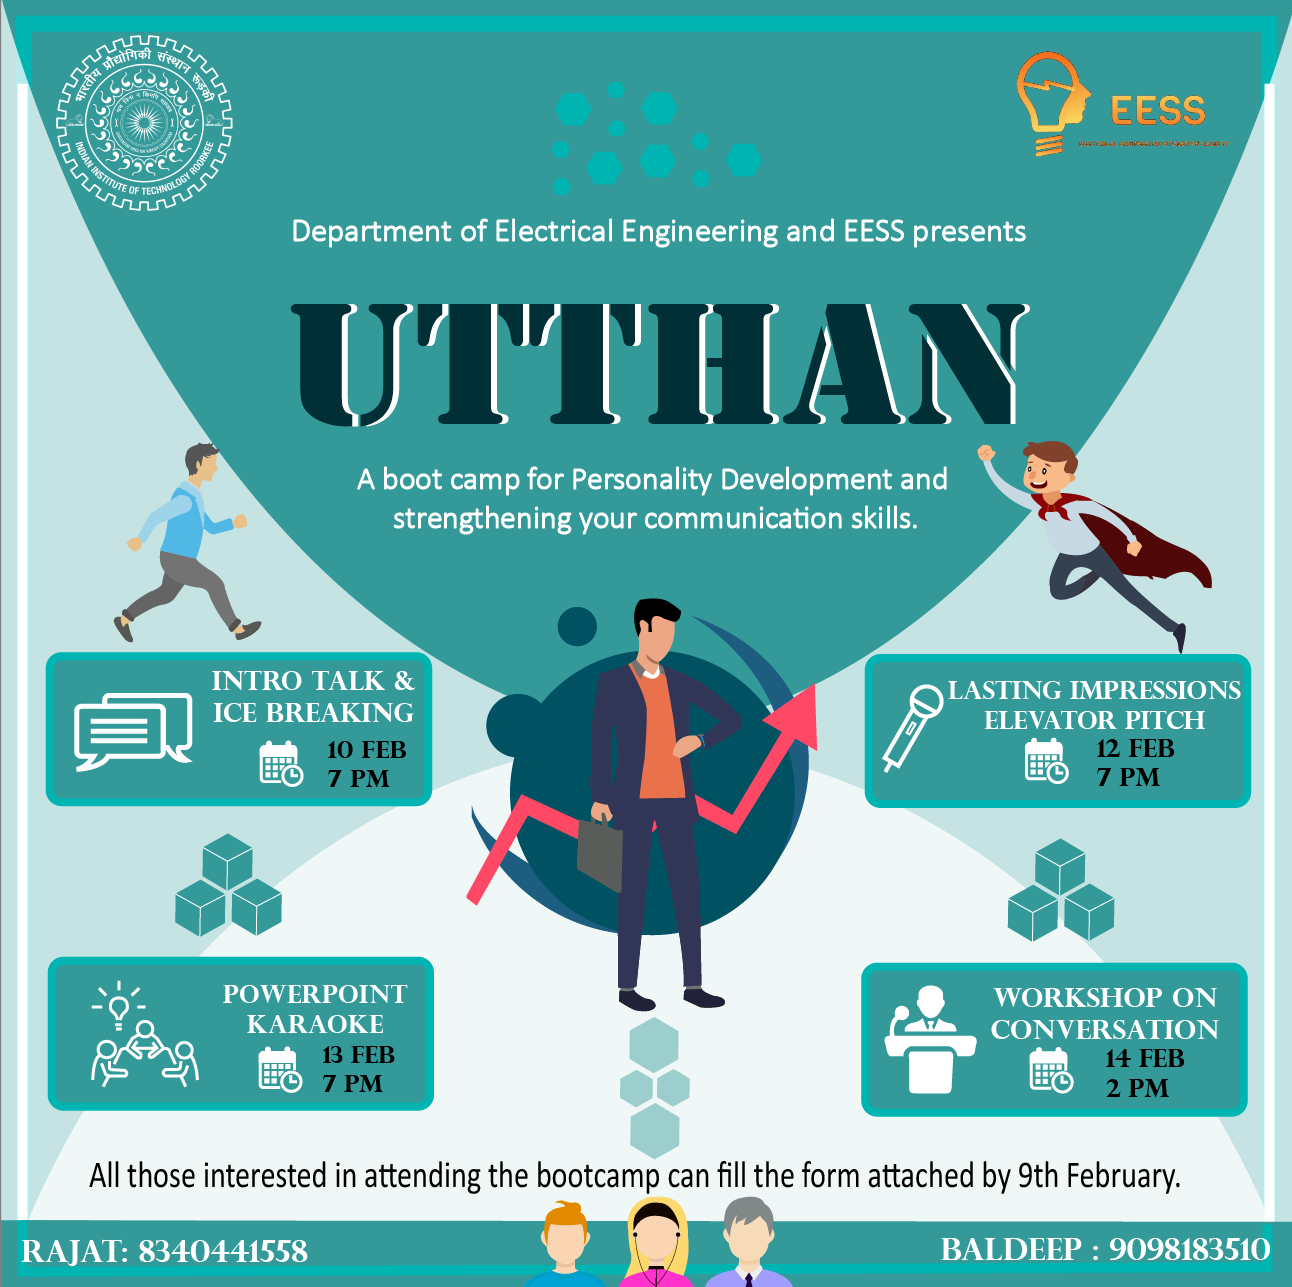 भारतीय प्रौद्योगिकी संस्थान रूड़की
INDIAN INSTITUTE OF TECHNOLOGY ROORKEE
EESS
Department of Electrical Engineering and EESS presents
UTTHAN
A boot camp for Personality Development and
strengthening your communication skills.
INTRO TALK &
ICE BREAKING
10 FEB
7 PM
LASTING IMPRESSIONS
ELEVATOR PITCH
12 FEB
7 PM
POWERPOINT
KARAOKE
13 FEB
7 PM
WORKSHOP ON
CONVERSATION
14 FEB
2 PM
All those interested in attending the bootcamp can fill the form attached by 9th February.
RAJAT: 8340441558
BALDEEP : 9098183510